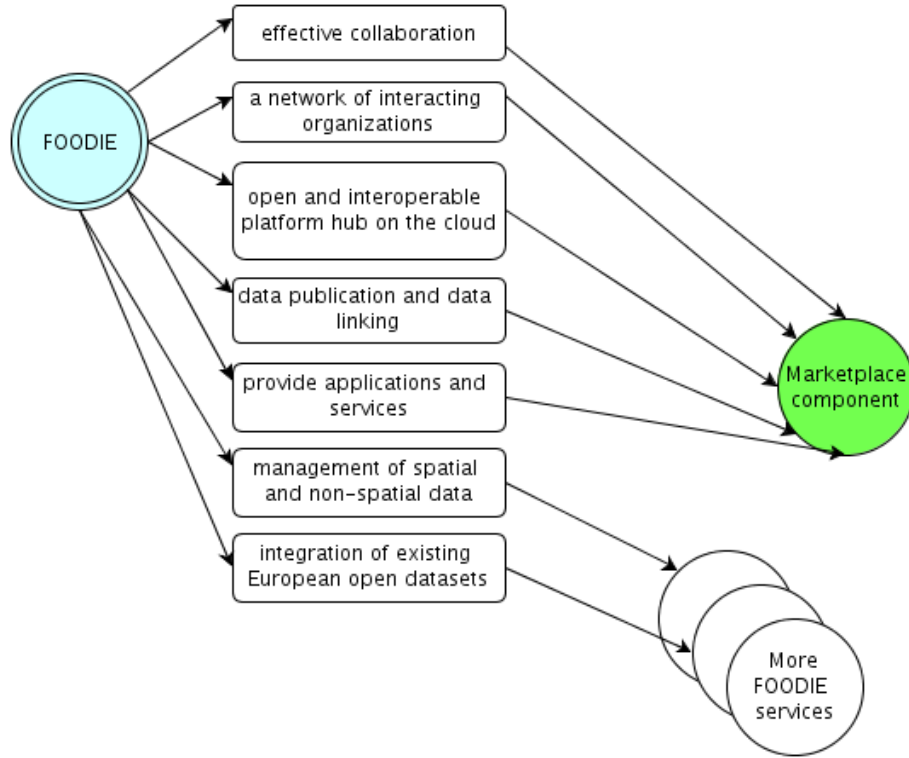 effective collaboration
FOODIE
a network of interacting
organizations
open and interoperable
platform hub on the cloud
data publication and data
linking
provide applications and
services
Marketplace
component
management of spatial
and non-spatial data
integration of existing
European open datasets
More
FOODIE
services